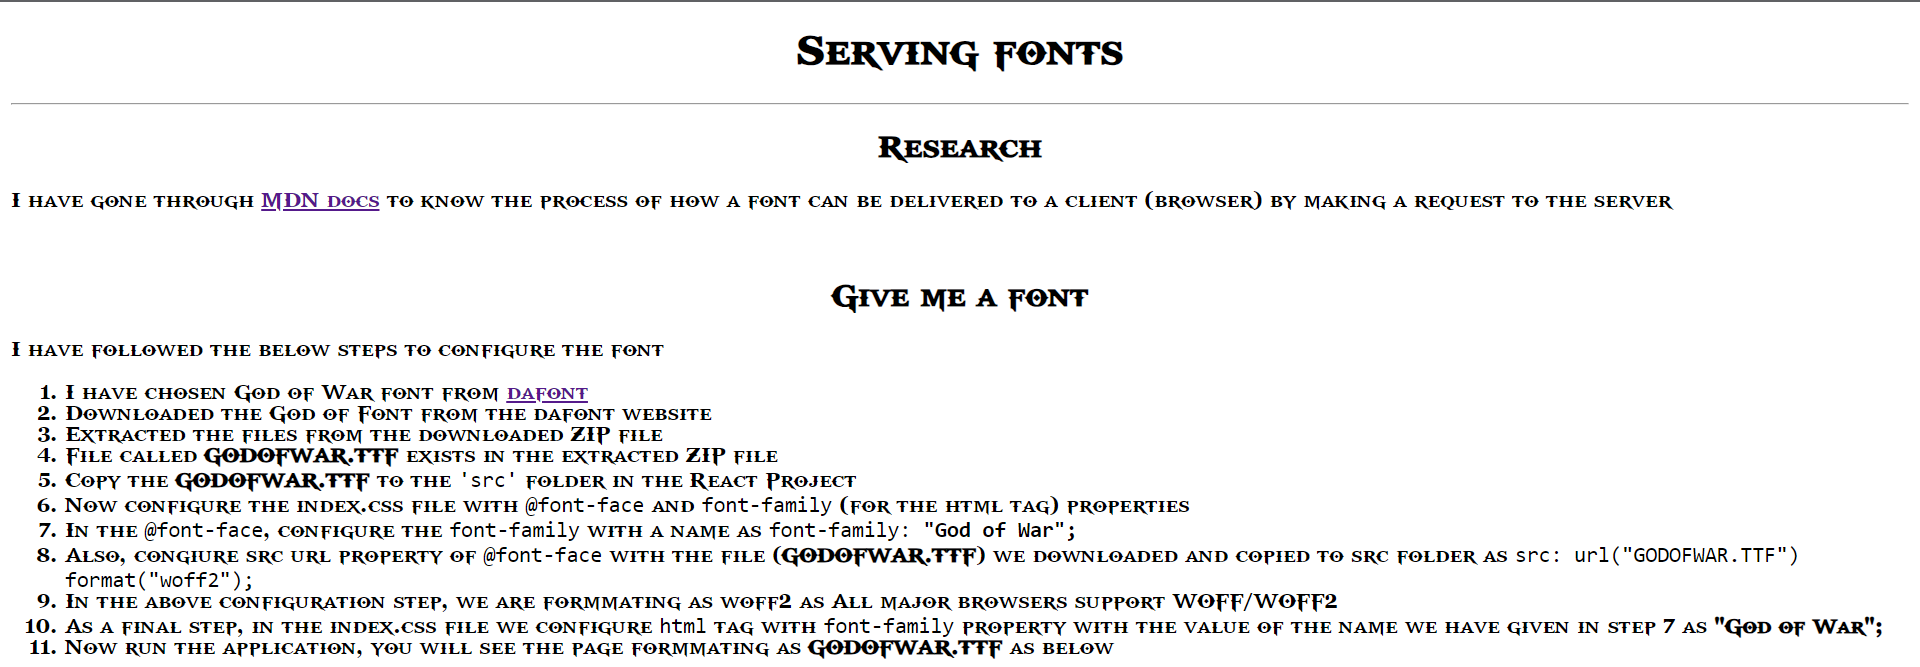 Serving fonts
Research
I have gone through MDN docs to know the process of how a font can be delivered to a client (browser) by making a request to the server
Give me a font
I have followed the below steps to configure the font
1. I have chosen God of War font from dafont
2. Downloaded the God of Font from the dafont website
3. Extracted the files from the downloaded ZIP file
4. File called GODOFWAR.TTF exists in the extracted ZIP file
5. Copy the GODOFWAR.TTF to the 'src' folder in the React Project
6. Now configure the index.css file with @font-face and font-family (for the html tag) properties
7. In the @font-face, configure the font-family with a name as font-family: "God of War";
8. Also, congiure src url property of @font-face with the file (GODOFWAR.TTF) we downloaded and copied to src folder as src: url("GODOFWAR.TTF")
format("woff2");
9. In the above configuration step, we are formmating as woff2 as All major browsers support WOFF/WOFF2
10. As a final step, in the index.css file we configure html tag with font-family property with the value of the name we have given in step 7 as "God of War";
11. Now run the application, you will see the page formmating as GODOFWAR.TTF as below